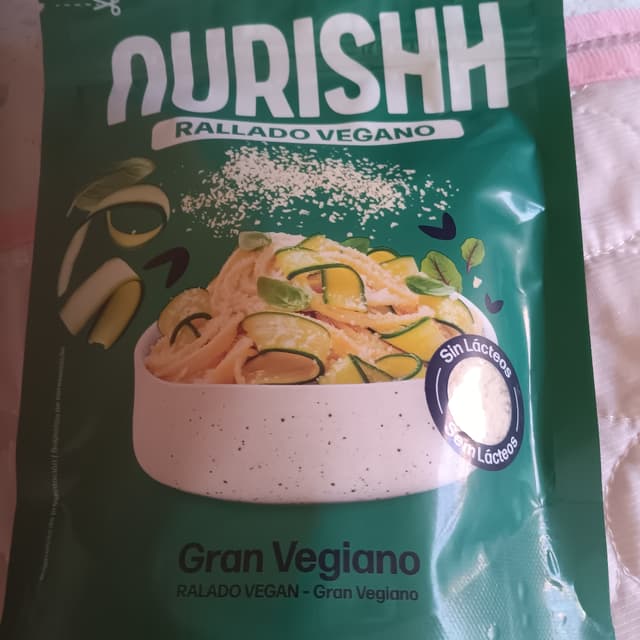 NURISHH
RALLADO VEGANO
Sin Lácteos
Sem Lácteos
Gran Vegiano
RALADO VEGAN - Gran Vegiano